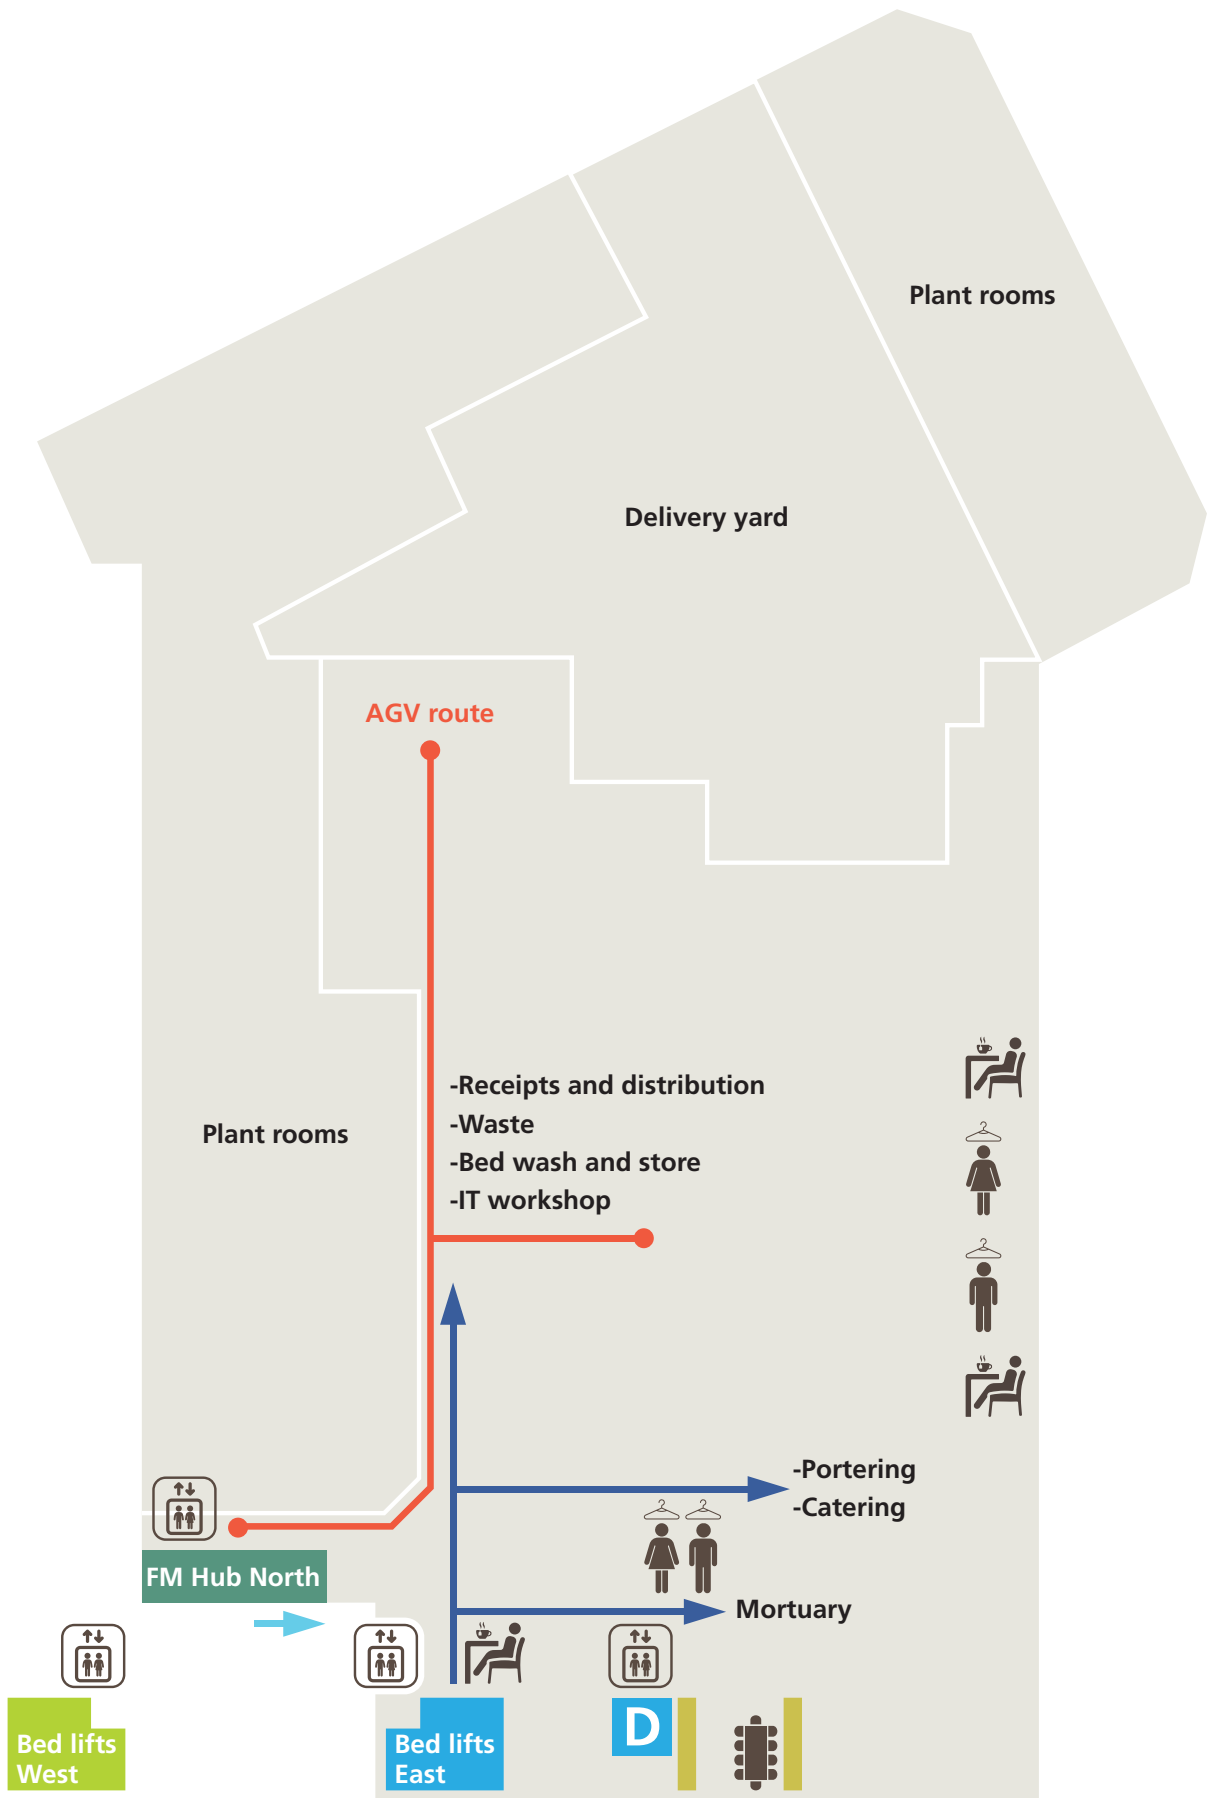 Plant rooms
Delivery yard
AGV route
-Receipts and distribution
-Waste
-Bed wash and store
-IT workshop
Plant rooms
-Portering
-Catering
FM Hub North
Mortuary
Bed lifts
West
Bed lifts
East
D